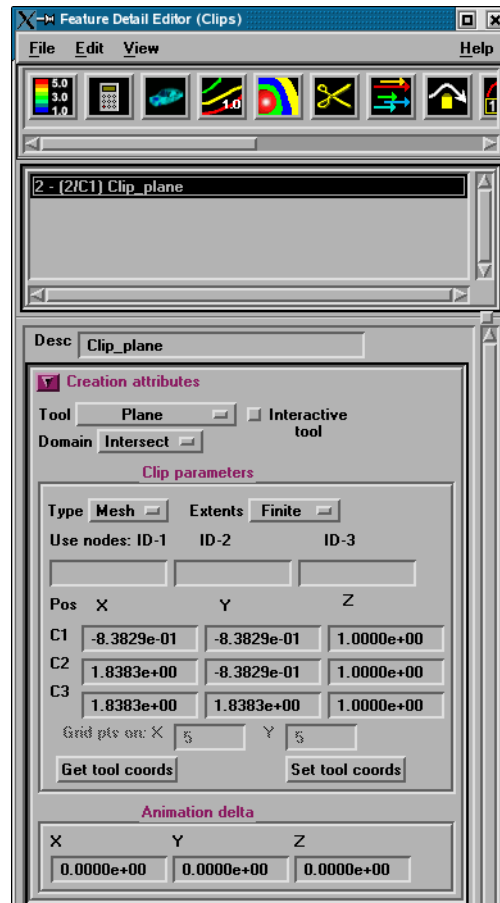 Feature Detail Editor (Clips)
File Edit View Help
5.0
3.0
1.0
1.0
1
2 - (2/C1) Clip_plane
Desc Clip_plane
Creation attributes
Tool Plane Interactive
tool
Domain Intersect
Clip parameters
Type Mesh Extents Finite
Use nodes: ID-1 ID-2 ID-3
Pos X Y Z
C1 -8.3829e-01 -8.3829e-01 1.0000e+00
C2 1.8383e+00 -8.3829e-01 1.0000e+00
C3 1.8383e+00 1.8383e+00 1.0000e+00
Grid pts on: X 5 Y 5
Get tool coords Set tool coords
Animation delta
X Y Z
0.0000e+00 0.0000e+00 0.0000e+00